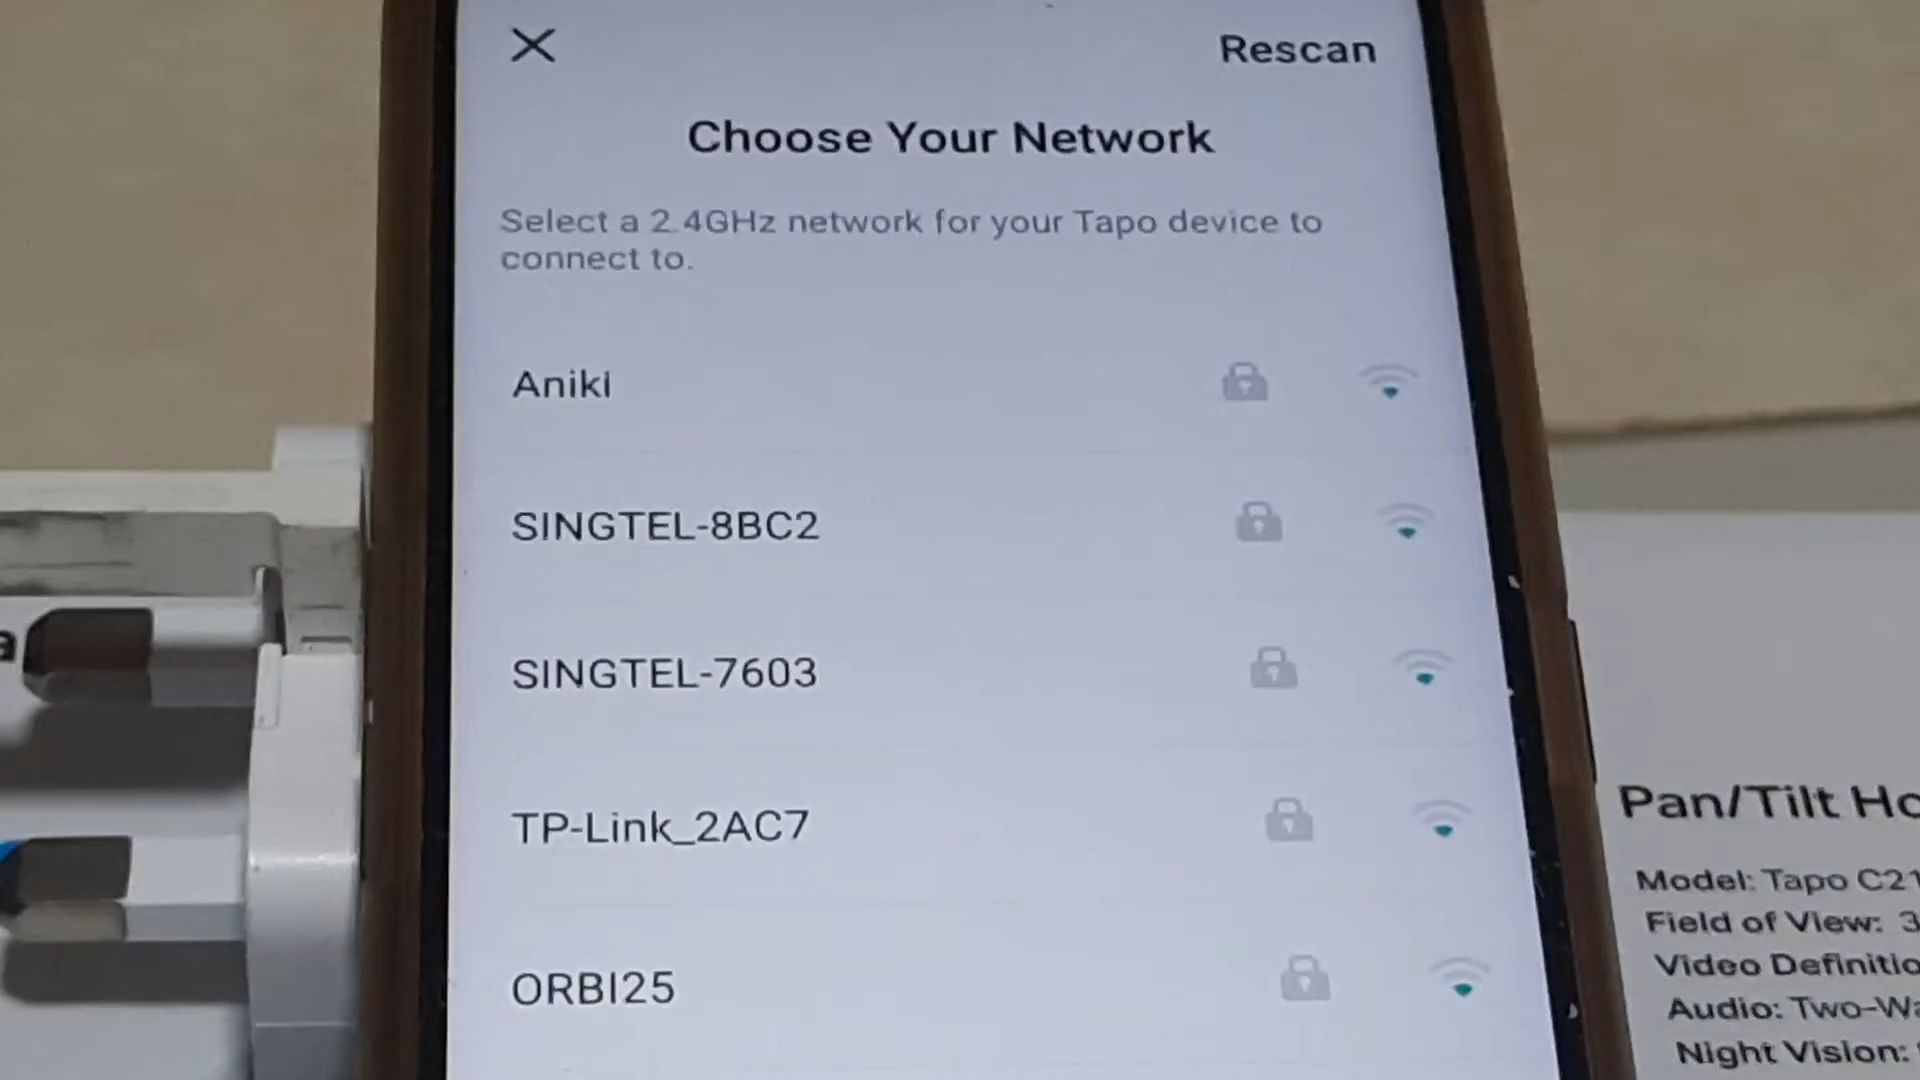 Rescan
Choose Your Network
Select a 2.4GHz network for your Tapo device to
connect to.
Aniki
SINGTEL-8BC2
SINGTEL-7603
TP-Link_2AC7
ORBI25
Pan/Tilt
Model: Tapo
Field of View:
Video
Audio:
Night Vision: